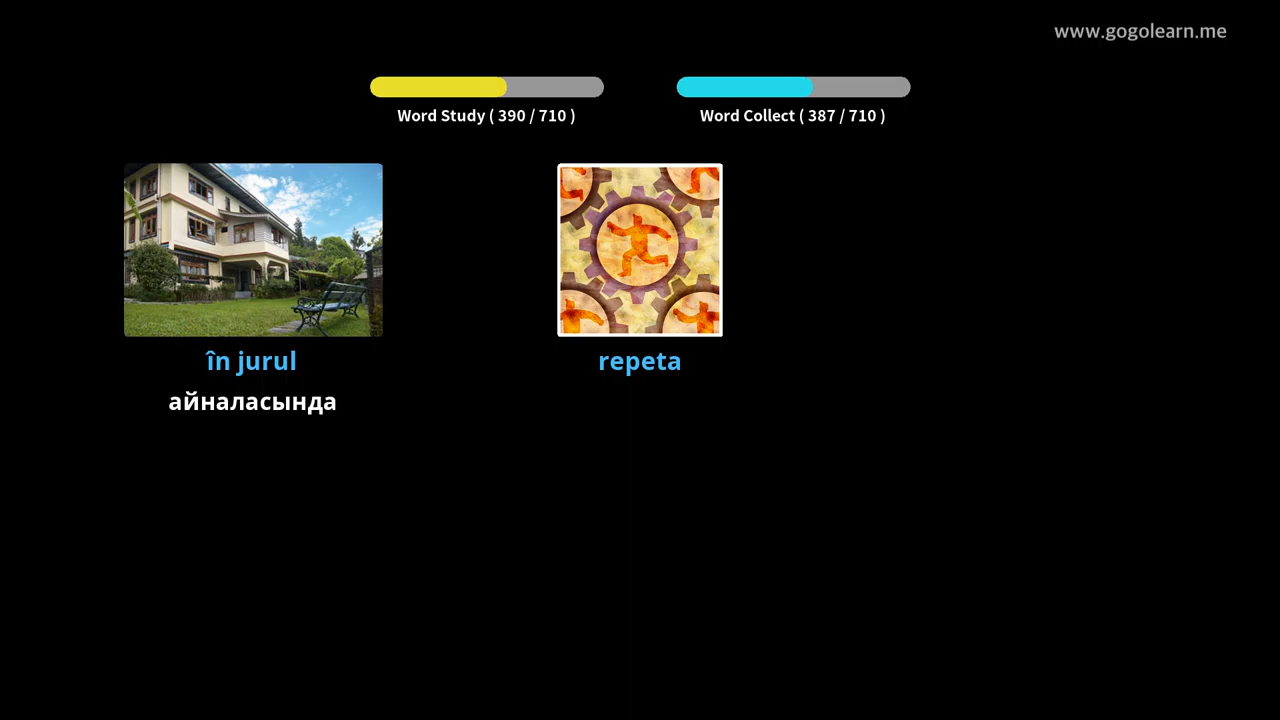 www.gogolearn.me
Word Study ( 390 / 710 )
Word Collect ( 387 / 710 )
în jurul
repeta
айналасында